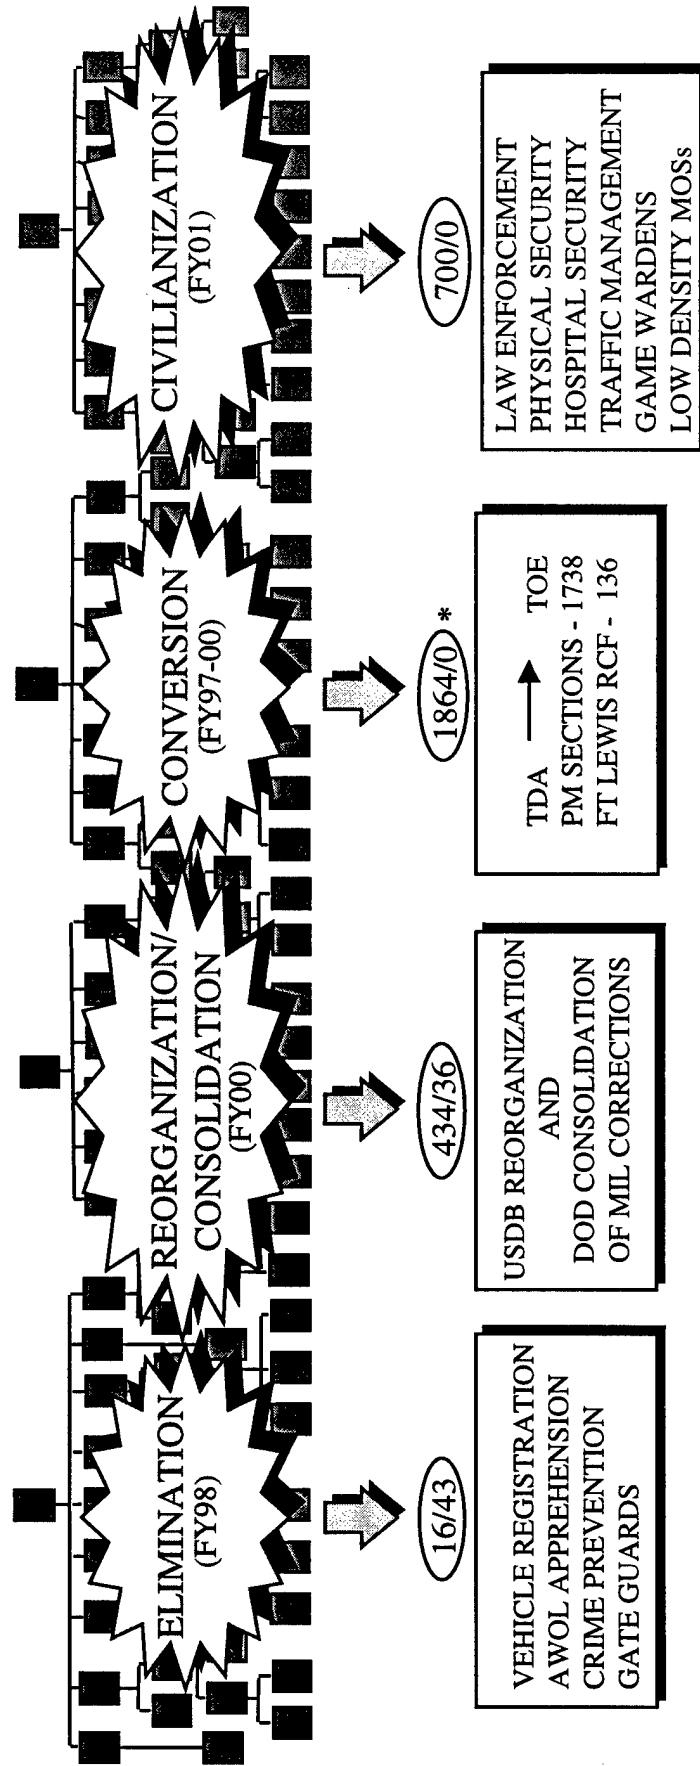 ELIMINATION
(FY98)
16/43
VEHICLE REGISTRATION
AWOL APPREHENSION
CRIME PREVENTION
GATE GUARDS
REORGANIZATION/
CONSOLIDATION
(FY00)
434/36
USDB REORGANIZATION
AND
DOD CONSOLIDATION
OF MIL CORRECTIONS
CONVERSION
(FY97-00)
1864/0 *
TDA → TOE
PM SECTIONS - 1738
FT LEWIS RCF - 136
CIVILIANIZATION
(FY01)
700/0
LAW ENFORCEMENT
PHYSICAL SECURITY
HOSPITAL SECURITY
TRAFFIC MANAGEMENT
GAME WARDENS
LOW DENSITY MOSs